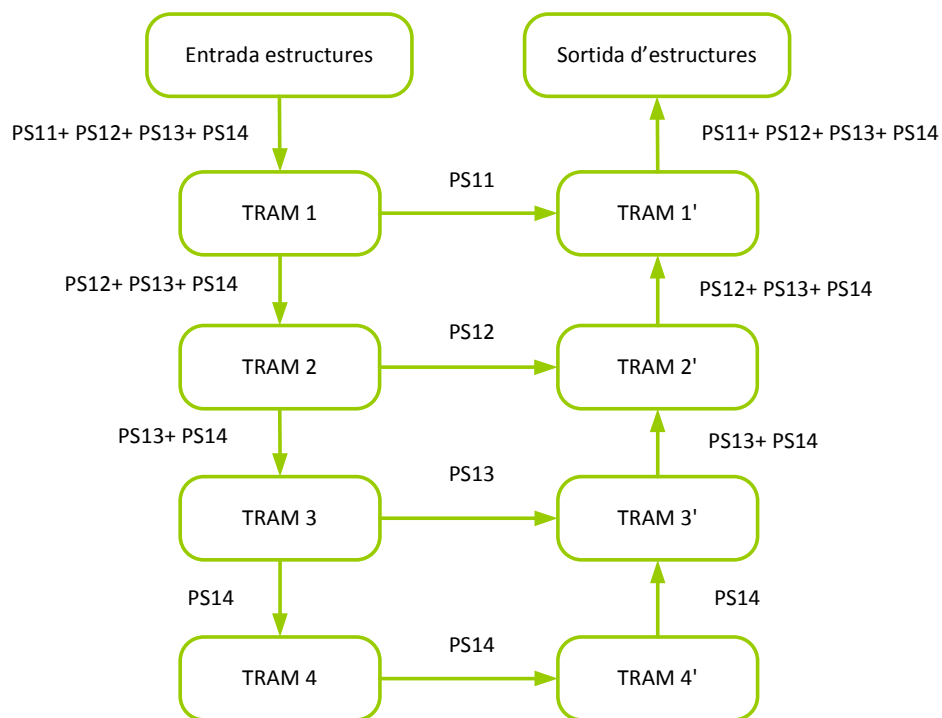 Entrada estructures
Sortida d’estructures
PS11+ PS12+ PS13+ PS14
PS11+ PS12+ PS13+ PS14
TRAM 1
PS11
TRAM 1'
PS12+ PS13+ PS14
PS12+ PS13+ PS14
TRAM 2
PS12
TRAM 2'
PS13+ PS14
PS13+ PS14
TRAM 3
PS13
TRAM 3'
PS14
PS14
TRAM 4
PS14
TRAM 4'